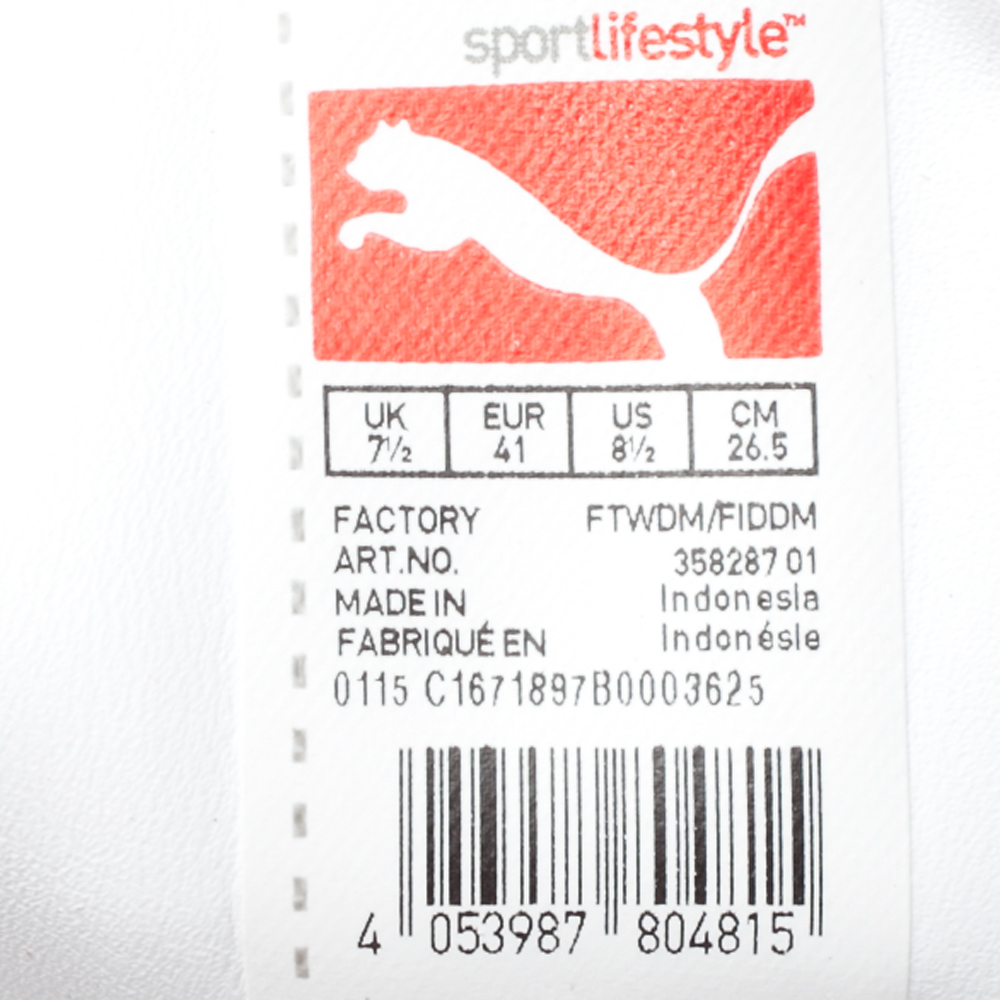 sportlifestyle™
UK EUR US CM
7½ 41 8½ 26.5
FACTORY FTWDM/FIDDM
ART.NO. 358287 01
MADE IN Indonesia
FABRIQUÉ EN Indonésie
0115 C1671897B0003625
4 053987 804815